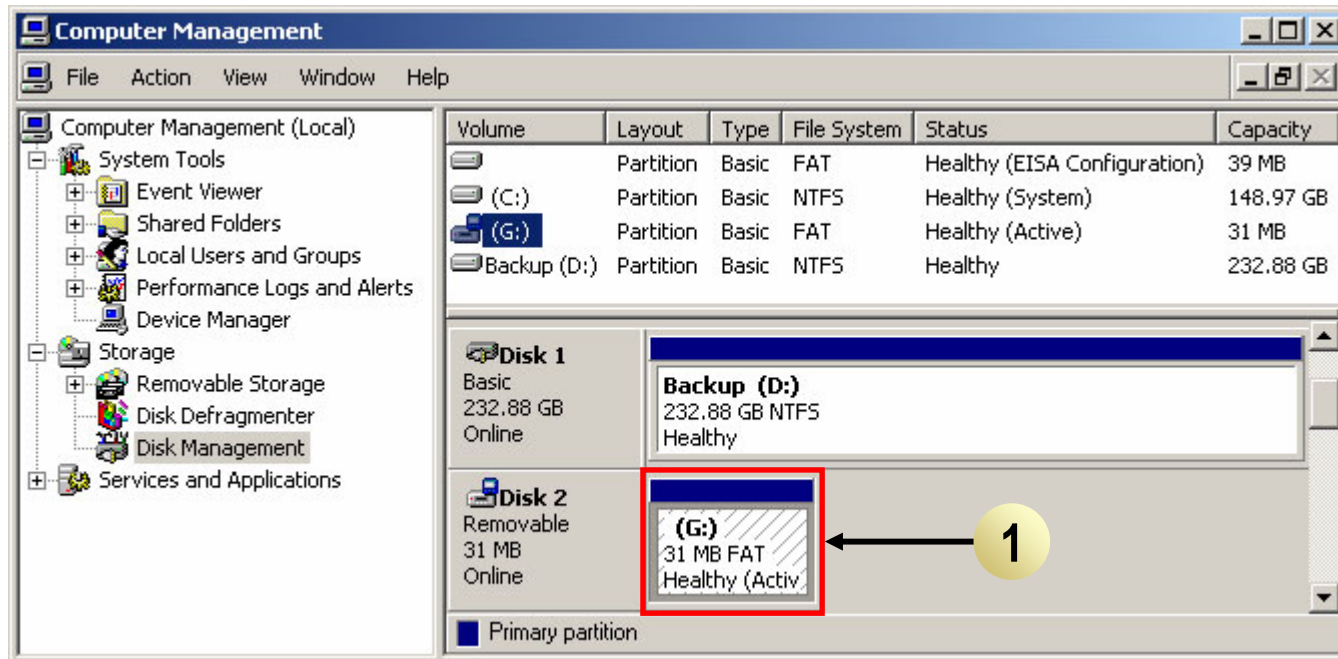 Computer Management
File Action View Window Help
Computer Management (Local)
System Tools
Event Viewer
Shared Folders
Local Users and Groups
Performance Logs and Alerts
Device Manager
Storage
Removable Storage
Disk Defragmenter
Disk Management
Services and Applications
Volume Layout Type File System Status Capacity
Partition Basic FAT Healthy (EISA Configuration) 39 MB
(C:) Partition Basic NTFS Healthy (System) 148.97 GB
(G:) Partition Basic FAT Healthy (Active) 31 MB
Backup (D:) Partition Basic NTFS Healthy 232.88 GB
Disk 1
Basic
232.88 GB
Online
Backup (D:)
232.88 GB NTFS
Healthy
Disk 2
Removable
31 MB
Online
(G:)
31 MB FAT
Healthy (Activ
1
Primary partition